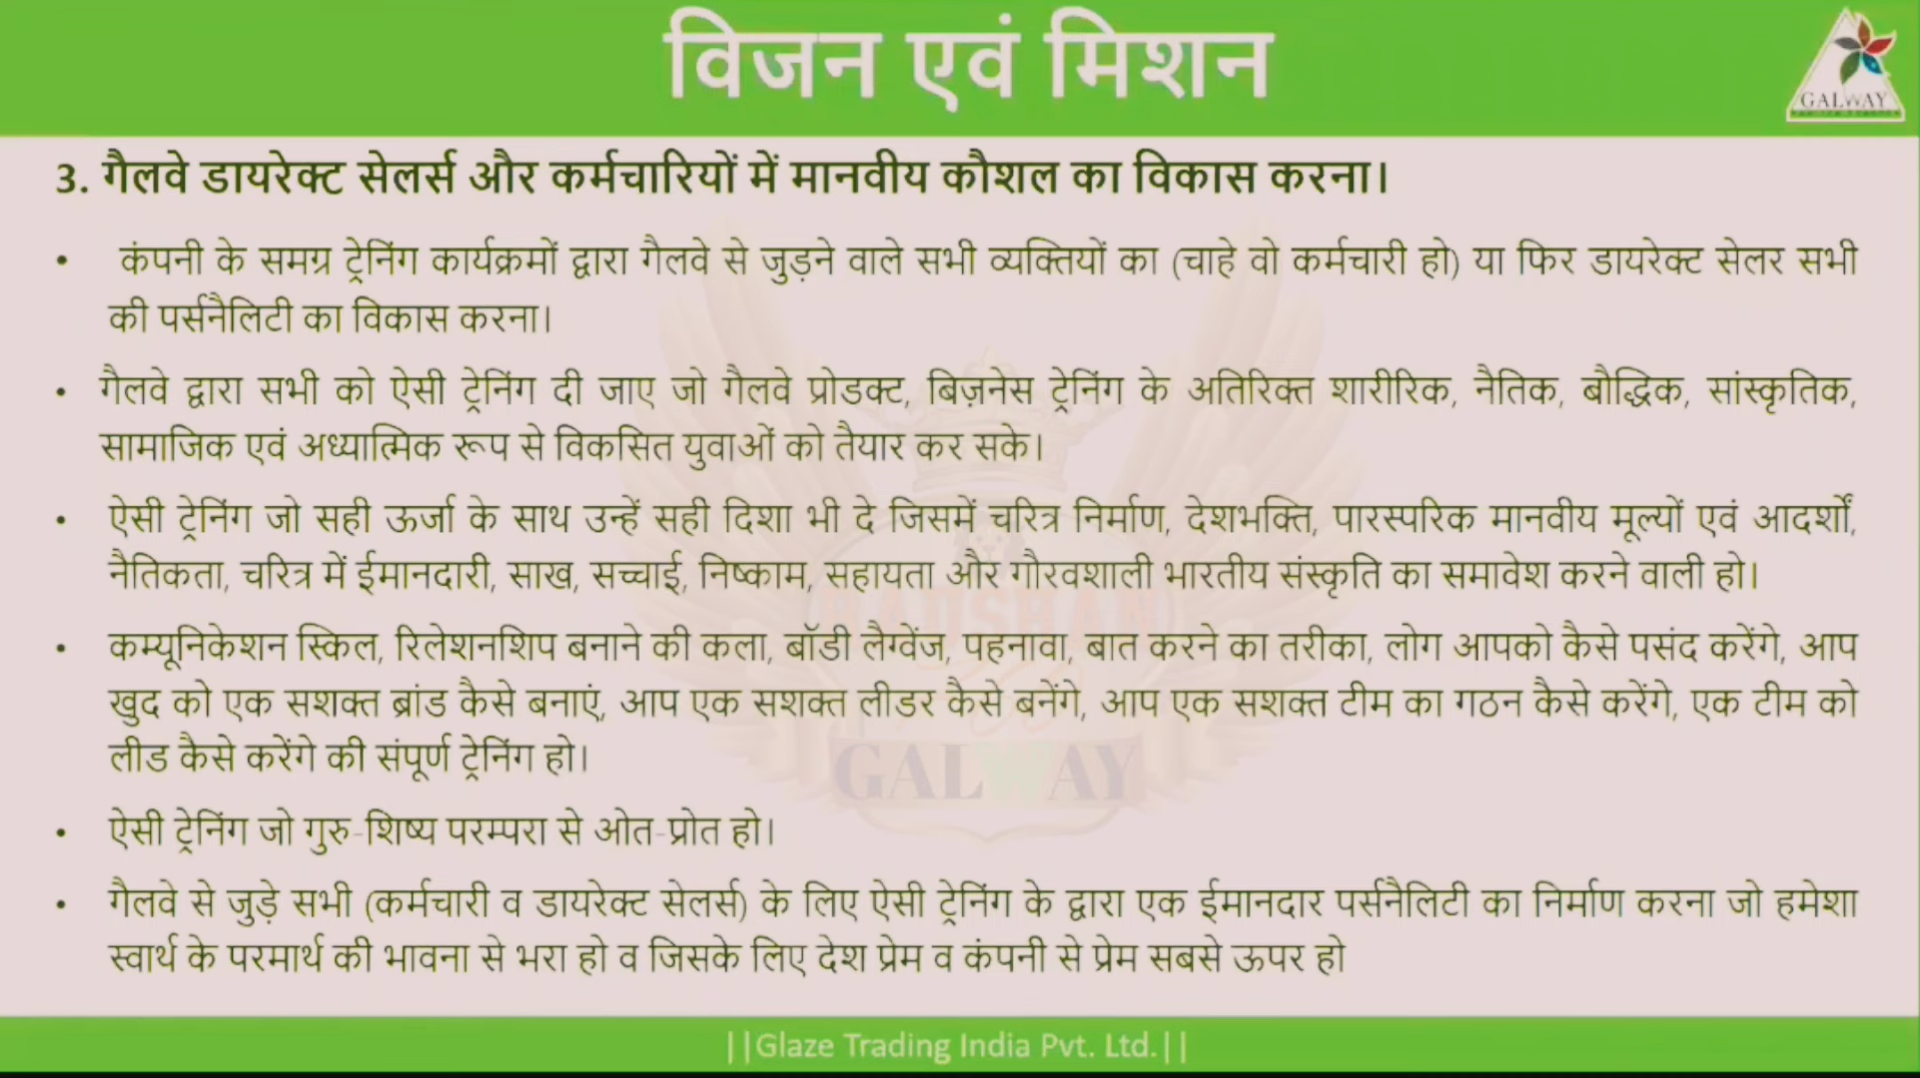 विजन एवं मिशन
GALWAY
3. गैलवे डायरेक्ट सेलर्स और कर्मचारियों में मानवीय कौशल का विकास करना।
• कंपनी के समग्र ट्रेनिंग कार्यक्रमों द्वारा गैलवे से जुड़ने वाले सभी व्यक्तियों का (चाहे वो कर्मचारी हो) या फिर डायरेक्ट सेलर सभी
की पर्सनैलिटी का विकास करना।
• गैलवे द्वारा सभी को ऐसी ट्रेनिंग दी जाए जो गैलवे प्रोडक्ट, बिज़नेस ट्रेनिंग के अतिरिक्त शारीरिक, नैतिक, बौद्धिक, सांस्कृतिक,
सामाजिक एवं अध्यात्मिक रूप से विकसित युवाओं को तैयार कर सके।
• ऐसी ट्रेनिंग जो सही ऊर्जा के साथ उन्हें सही दिशा भी दे जिसमें चरित्र निर्माण, देशभक्ति, पारस्परिक मानवीय मूल्यों एवं आदर्शों,
नैतिकता, चरित्र में ईमानदारी, साख, सच्चाई, निष्काम, सहायता और गौरवशाली भारतीय संस्कृति का समावेश करने वाली हो।
• कम्यूनिकेशन स्किल, रिलेशनशिप बनाने की कला, बॉडी लैग्वेंज, पहनावा, बात करने का तरीका, लोग आपको कैसे पसंद करेंगे, आप
खुद को एक सशक्त ब्रांड कैसे बनाएं, आप एक सशक्त लीडर कैसे बनेंगे, आप एक सशक्त टीम का गठन कैसे करेंगे, एक टीम को
लीड कैसे करेंगे की संपूर्ण ट्रेनिंग हो।
• ऐसी ट्रेनिंग जो गुरु-शिष्य परम्परा से ओत-प्रोत हो।
• गैलवे से जुड़े सभी (कर्मचारी व डायरेक्ट सेलर्स) के लिए ऐसी ट्रेनिंग के द्वारा एक ईमानदार पर्सनैलिटी का निर्माण करना जो हमेशा
स्वार्थ के परमार्थ की भावना से भरा हो व जिसके लिए देश प्रेम व कंपनी से प्रेम सबसे ऊपर हो
RAUSHAN
GALWAY
||Glaze Trading India Pvt. Ltd.||